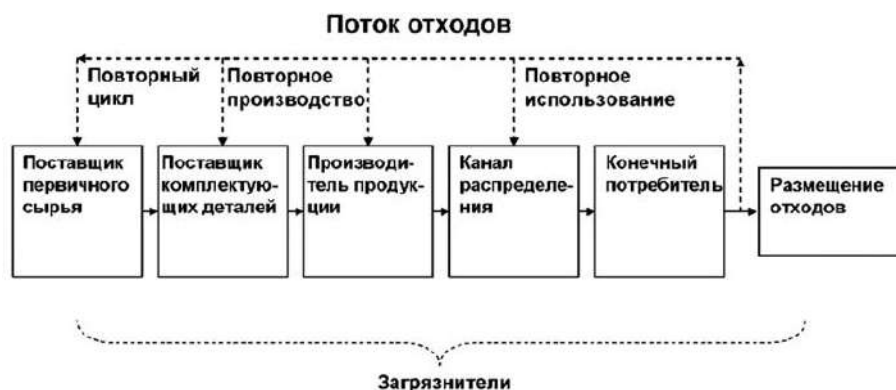 Поток отходов
Повторный
цикл
Повторное
производство
Повторное
использование
Поставщик
первичного
сырья
Поставщик
комплектую-
щих деталей
Производи-
тель продук-
ции
Канал
распределе-
ния
Конечный
потребитель
Размещение
отходов
Загрязнители